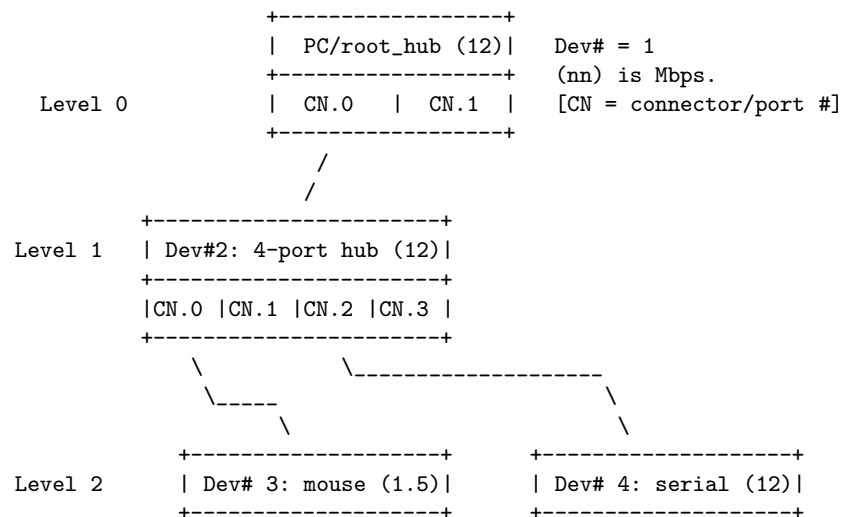 +------------------+
| PC/root_hub (12)| Dev# = 1
+------------------+ (nn) is Mbps.
Level 0 | CN.0 | CN.1 | [CN = connector/port #]
+------------------+
/
/
+-----------------------+
Level 1 | Dev#2: 4-port hub (12)|
+-----------------------+
|CN.0 |CN.1 |CN.2 |CN.3 |
+-----------------------+
\ \____________________
\_____ \
\ \
+--------------------+ +--------------------+
Level 2 | Dev# 3: mouse (1.5)| | Dev# 4: serial (12)|
+--------------------+ +--------------------+